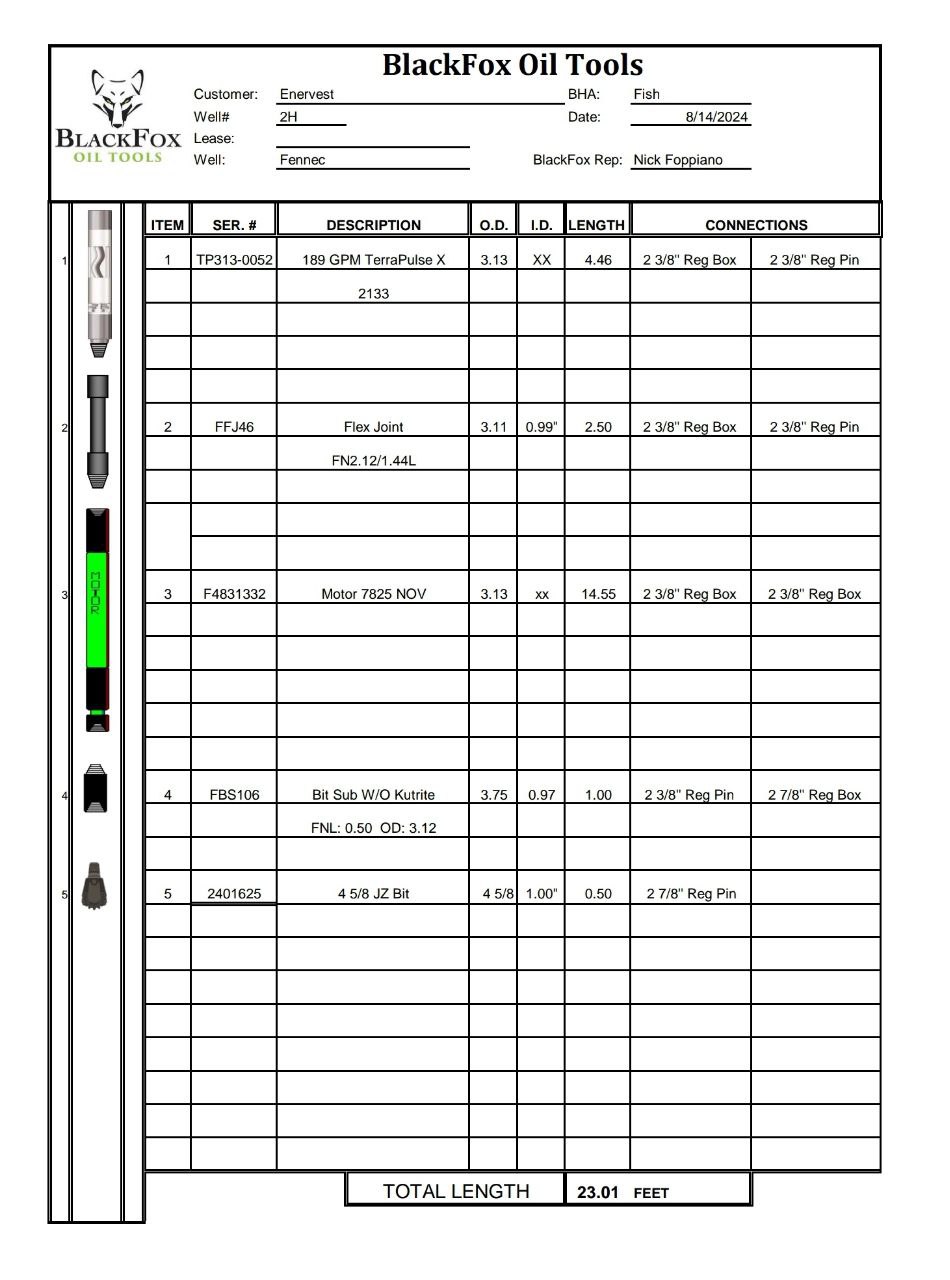 BlackFox Oil Tools
BLACKFOX
OIL TOOLS
Customer: Enervest BHA: Fish
Well# 2H Date: 8/14/2024
Lease:
Well: Fennec BlackFox Rep: Nick Foppiano
ITEM SER. # DESCRIPTION O.D. I.D. LENGTH CONNECTIONS
1 1 TP313-0052 189 GPM TerraPulse X 3.13 XX 4.46 2 3/8" Reg Box 2 3/8" Reg Pin
2133
2 2 FFJ46 Flex Joint 3.11 0.99" 2.50 2 3/8" Reg Box 2 3/8" Reg Pin
FN2.12/1.44L
MOTOR
3 3 F4831332 Motor 7825 NOV 3.13 xx 14.55 2 3/8" Reg Box 2 3/8" Reg Box
4 4 FBS106 Bit Sub W/O Kutrite 3.75 0.97 1.00 2 3/8" Reg Pin 2 7/8" Reg Box
FNL: 0.50 OD: 3.12
5 5 2401625 4 5/8 JZ Bit 4 5/8 1.00" 0.50 2 7/8" Reg Pin
TOTAL LENGTH 23.01 FEET